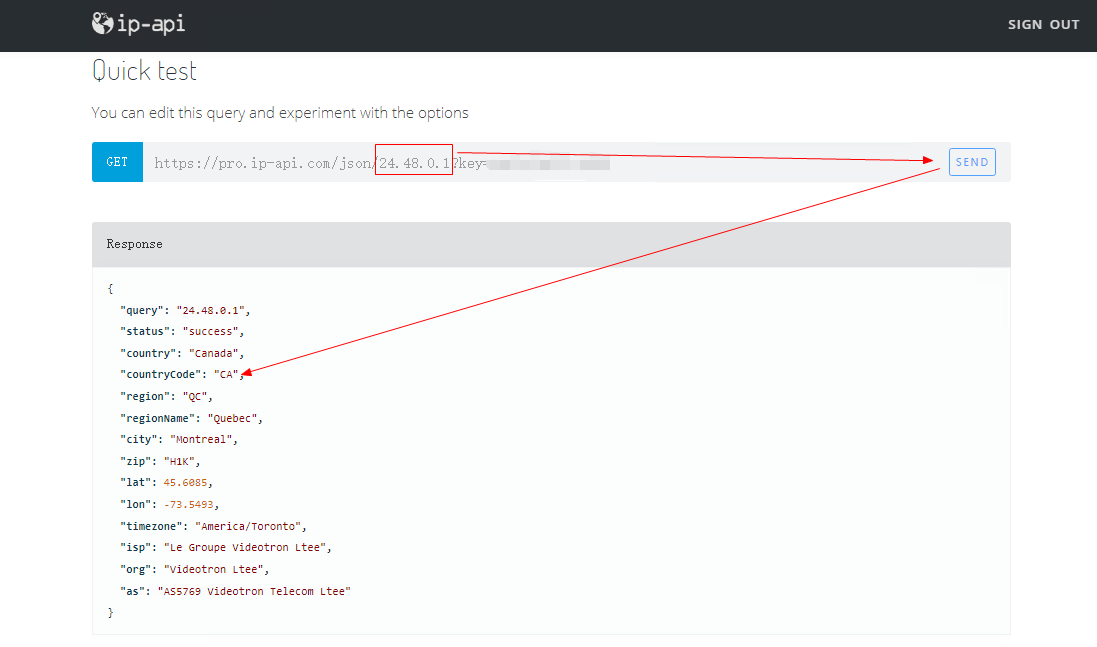 ip-api
SIGN OUT
Quick test
You can edit this query and experiment with the options
GET https://pro.ip-api.com/json/24.48.0.1?key= SEND
Response
{
"query": "24.48.0.1",
"status": "success",
"country": "Canada",
"countryCode": "CA",
"region": "QC",
"regionName": "Quebec",
"city": "Montreal",
"zip": "H1K",
"lat": 45.6085,
"lon": -73.5493,
"timezone": "America/Toronto",
"isp": "Le Groupe Videotron Ltee",
"org": "Videotron Ltee",
"as": "AS5769 Videotron Telecom Ltee"
}